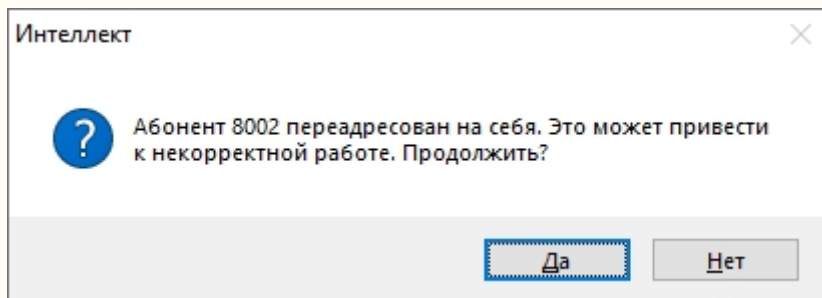 Интеллект
Абонент 8002 переадресован на себя. Это может привести
к некорректной работе. Продолжить?
Да
Нет